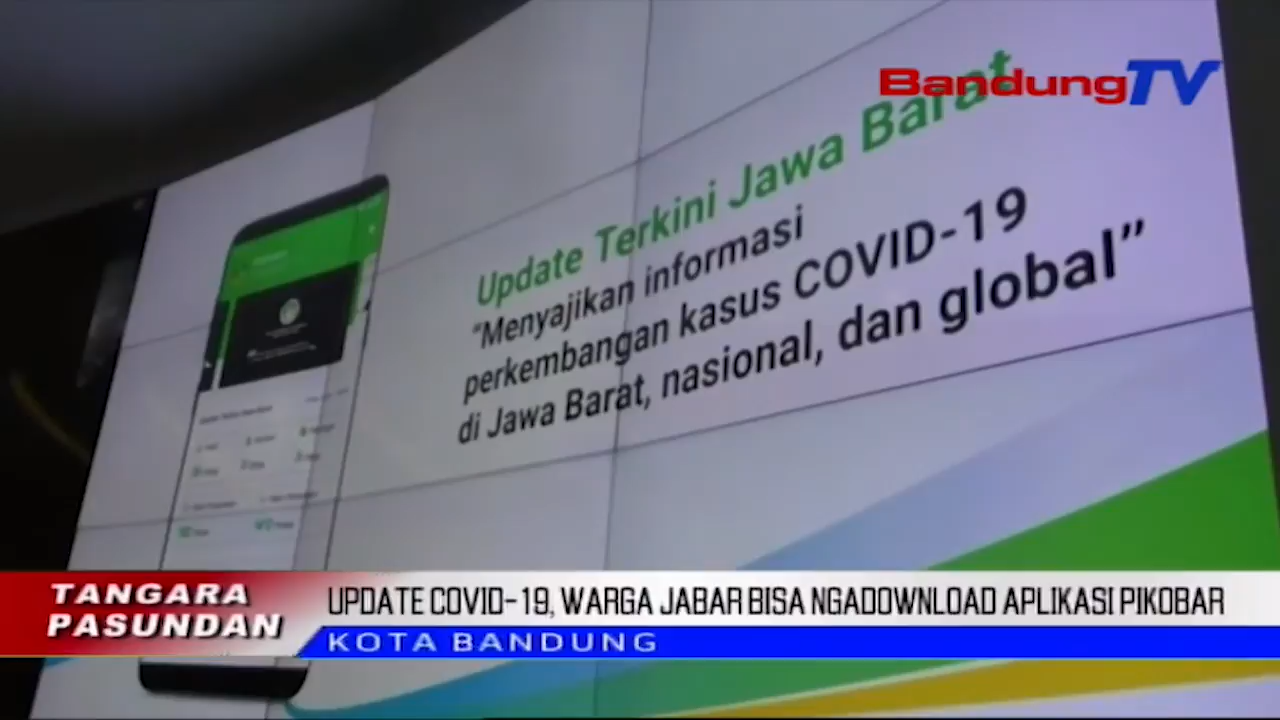 BandungTV
Update Terkini Jawa Barat
“Menyajikan informasi
perkembangan kasus COVID-19
di Jawa Barat, nasional, dan global”
TANGARA
PASUNDAN
UPDATE COVID-19, WARGA JABAR BISA NGADOWNLOAD APLIKASI PIKOBAR
KOTA BANDUNG